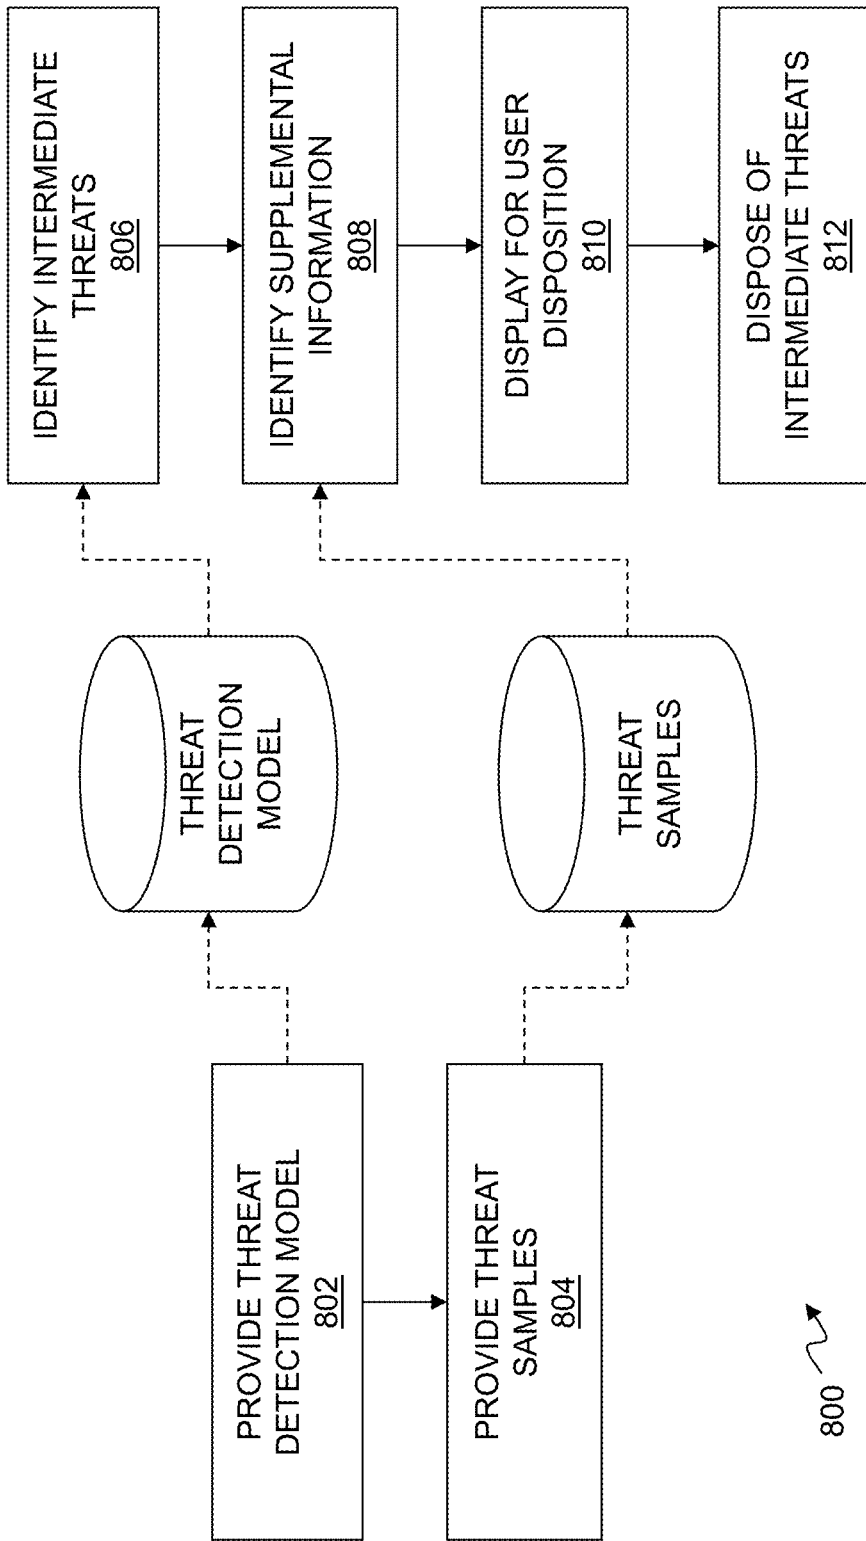 PROVIDE THREAT
DETECTION MODEL
802
PROVIDE THREAT
SAMPLES
804
THREAT
DETECTION
MODEL
THREAT
SAMPLES
IDENTIFY INTERMEDIATE
THREATS
806
IDENTIFY SUPPLEMENTAL
INFORMATION
808
DISPLAY FOR USER
DISPOSITION
810
DISPOSE OF
INTERMEDIATE THREATS
812
800